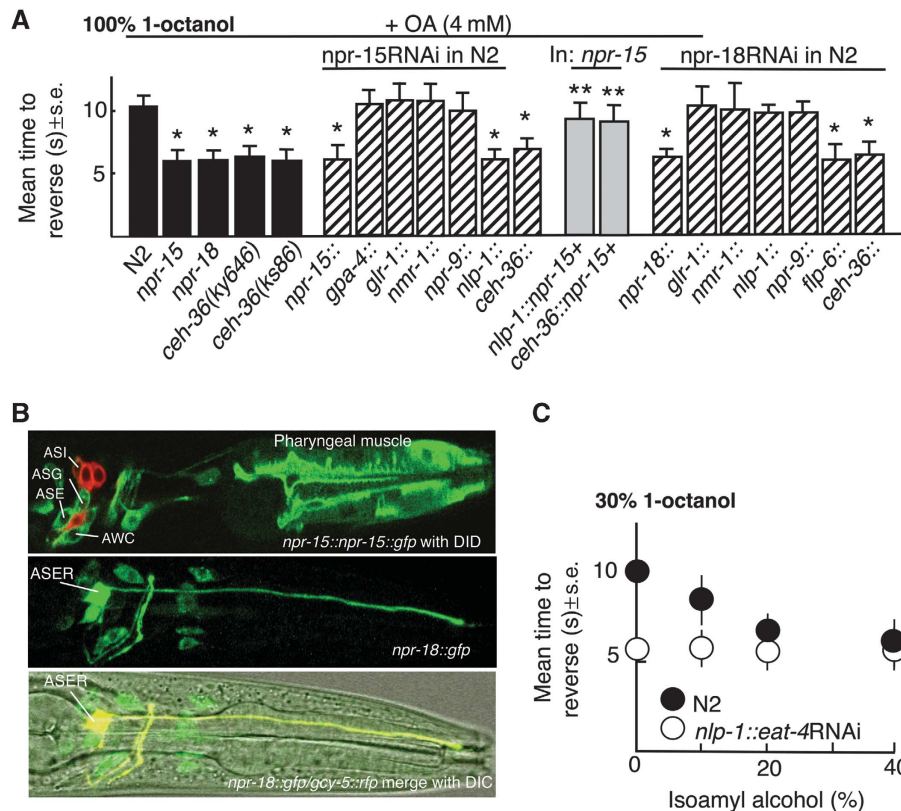 A
100% 1-octanol
+ OA (4 mM)
npr-15RNAi in N2
In: npr-15
npr-18RNAi in N2
Mean time to
reverse (s)±s.e.
10
5
* * * * * * * ** ** * * *
N2
npr-15
npr-18
ceh-36(ky646)
ceh-36(ks86)
npr-15::
gpa-4::
glr-1::
nmr-1::
npr-9::
nlp-1::
ceh-36::
nlp-1::npr-15+
ceh-36::npr-15+
npr-18::
glr-1::
nmr-1::
nlp-1::
npr-9::
flp-6::
ceh-36::
B
Pharyngeal muscle
ASI
ASG
ASE
AWC
npr-15::npr-15::gfp with DID
ASER
npr-18::gfp
ASER
npr-18::gfp/gcy-5::rfp merge with DIC
C
30% 1-octanol
Mean time to
reverse (s)±s.e.
10
5
N2
nlp-1::eat-4RNAi
0 20 40
Isoamyl alcohol (%)